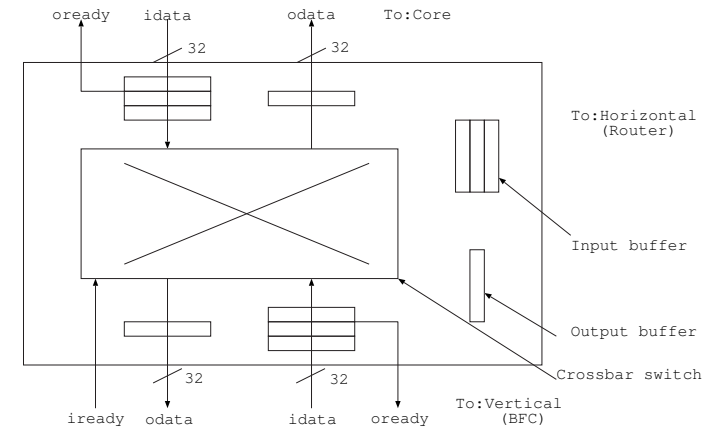 oready idata odata To:Core
32 32
To:Horizontal
(Router)
Input buffer
Output buffer
Crossbar switch
32 32
To:Vertical
(BFC)
iready odata idata oready